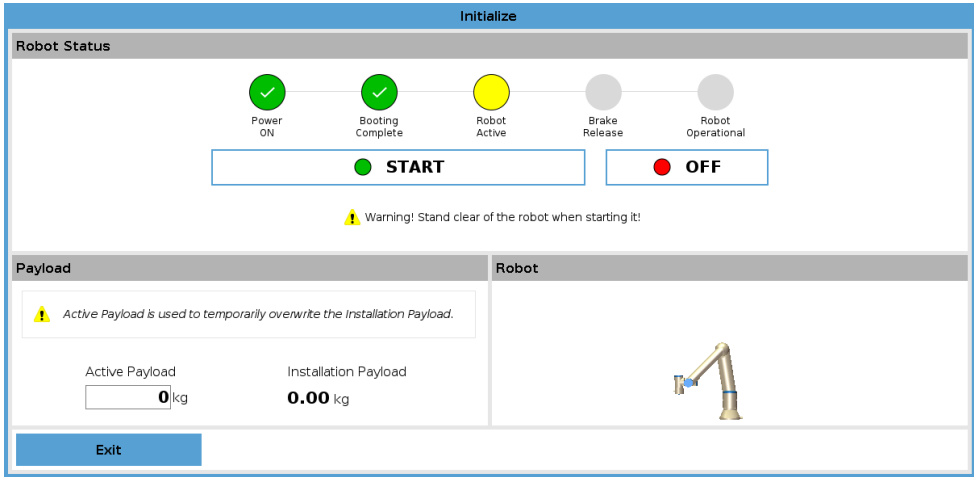 Initialize
Robot Status
Power
ON
Booting
Complete
Robot
Active
Brake
Release
Robot
Operational
START
OFF
Warning! Stand clear of the robot when starting it!
Payload
Active Payload is used to temporarily overwrite the Installation Payload.
Active Payload
0 kg
Installation Payload
0.00 kg
Robot
Exit